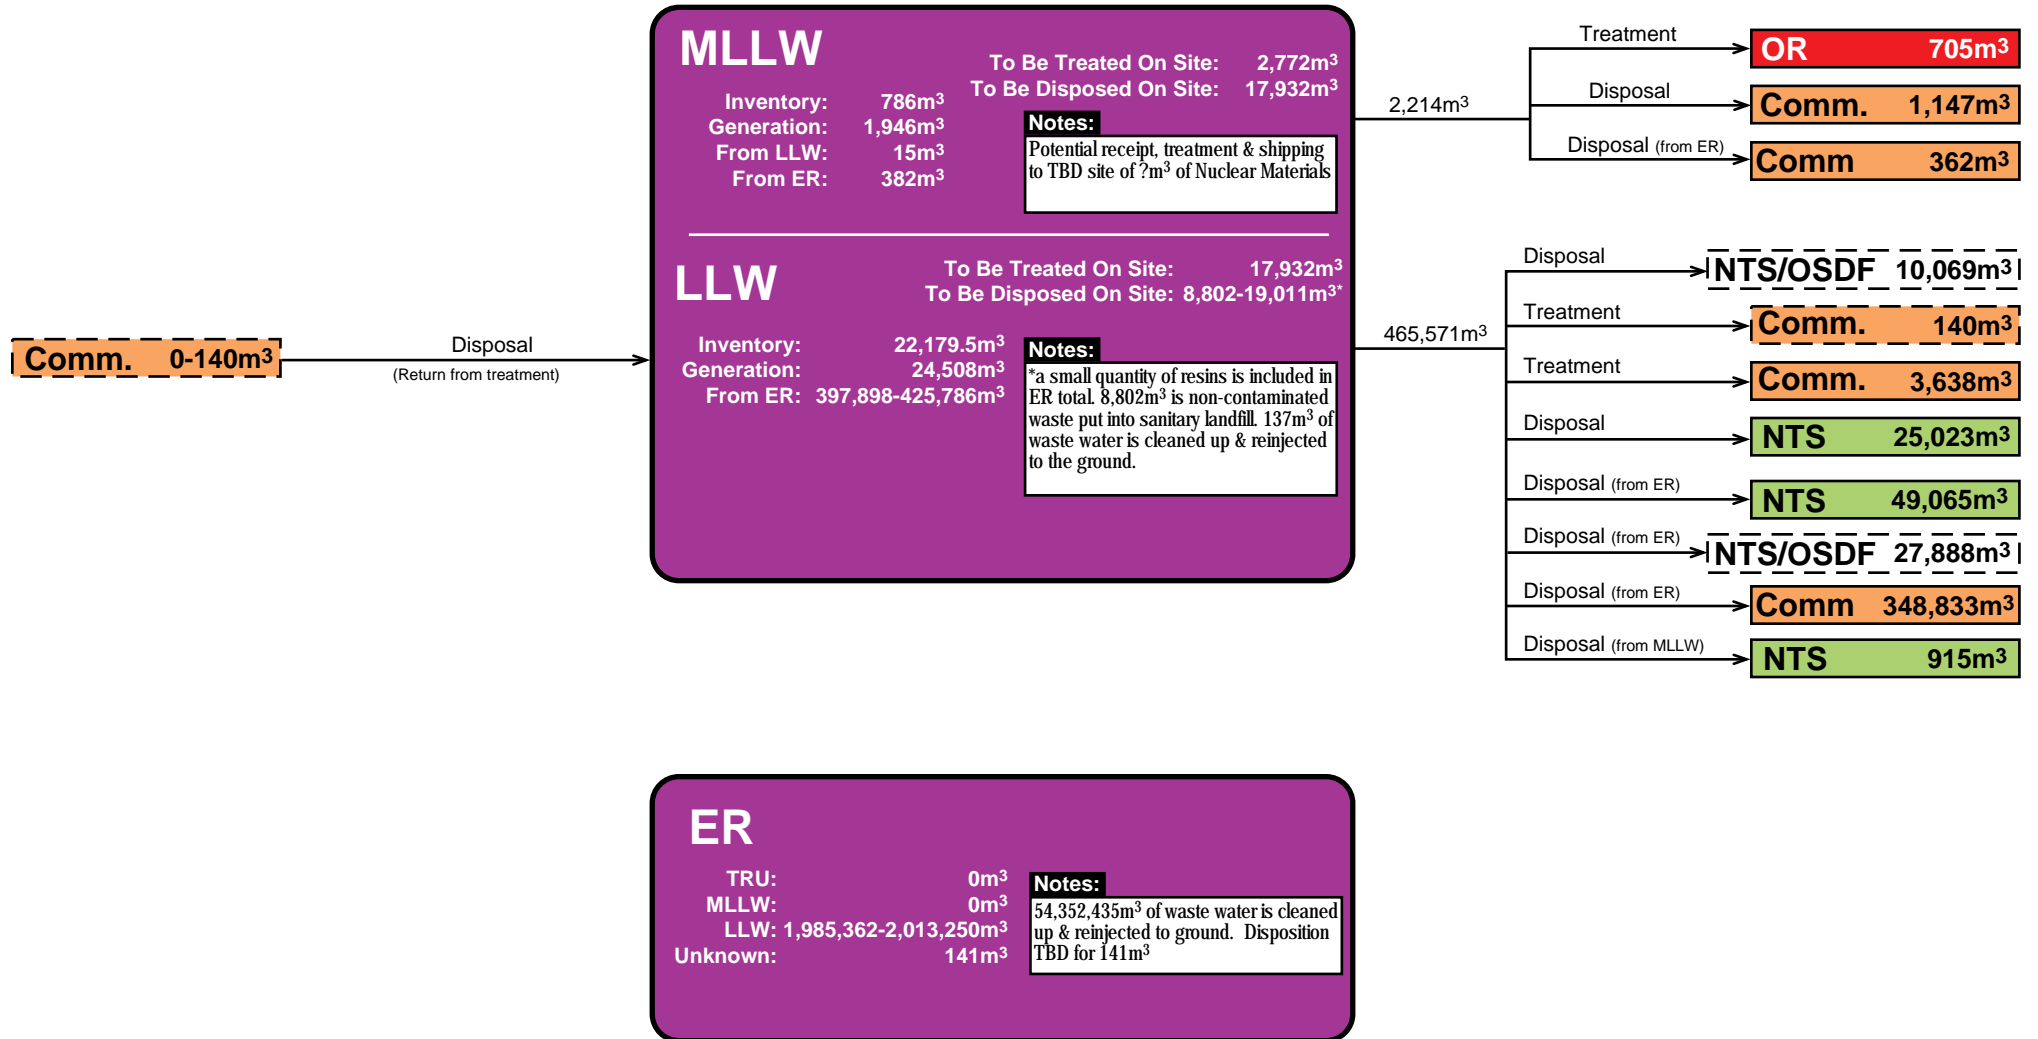 MLLW
To Be Treated On Site: 2,772m³
To Be Disposed On Site: 17,932m³
Inventory: 786m³
Generation: 1,946m³
From LLW: 15m³
From ER: 382m³
Notes:
Potential receipt, treatment & shipping
to TBD site of ?m³ of Nuclear Materials
2,214m³
Treatment
OR 705m³
Disposal
Comm. 1,147m³
Disposal (from ER)
Comm 362m³
LLW
To Be Treated On Site: 17,932m³
To Be Disposed On Site: 8,802-19,011m³*
Inventory: 22,179.5m³
Generation: 24,508m³
From ER: 397,898-425,786m³
Notes:
*a small quantity of resins is included in
ER total. 8,802m³ is non-contaminated
waste put into sanitary landfill. 137m³ of
waste water is cleaned up & reinjected
to the ground.
Comm. 0-140m³
Disposal
(Return from treatment)
465,571m³
Disposal
NTS/OSDF 10,069m³
Treatment
Comm. 140m³
Treatment
Comm. 3,638m³
Disposal
NTS 25,023m³
Disposal (from ER)
NTS 49,065m³
Disposal (from ER)
NTS/OSDF 27,888m³
Disposal (from ER)
Comm 348,833m³
Disposal (from MLLW)
NTS 915m³
ER
TRU: 0m³
MLLW: 0m³
LLW: 1,985,362-2,013,250m³
Unknown: 141m³
Notes:
54,352,435m³ of waste water is cleaned
up & reinjected to ground. Disposition
TBD for 141m³